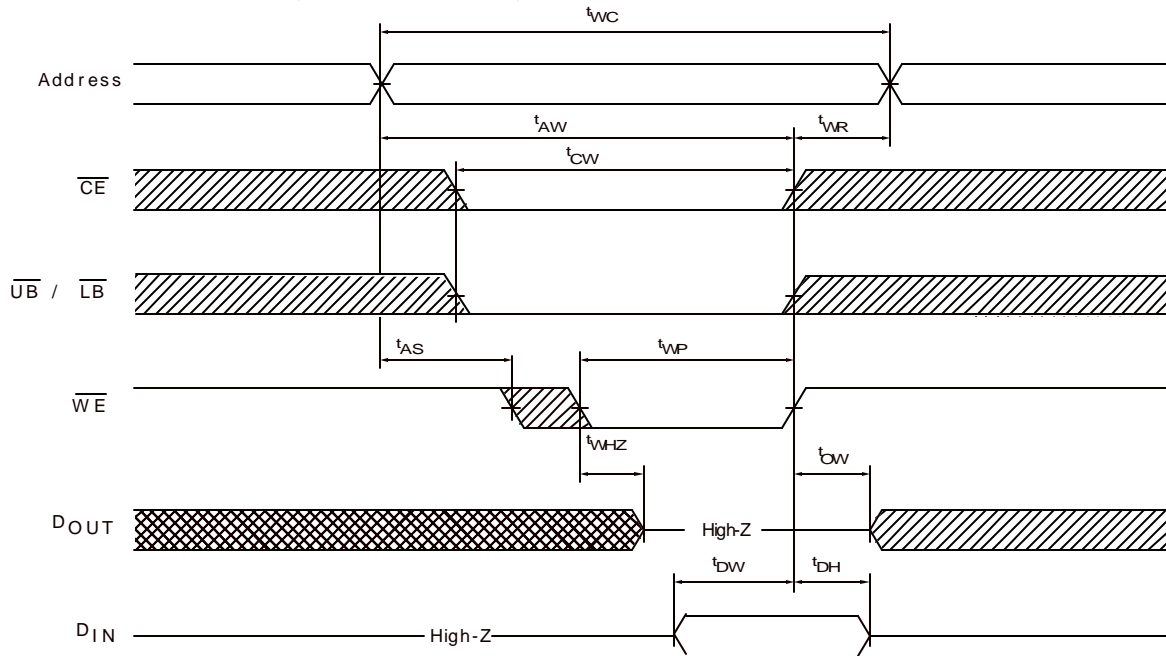 tWC
Address
tAW
tWR
tCW
CE
UB / LB
tAS
tWP
WE
tWHZ
tOW
DOUT
High-Z
tDW
tDH
DIN
High-Z